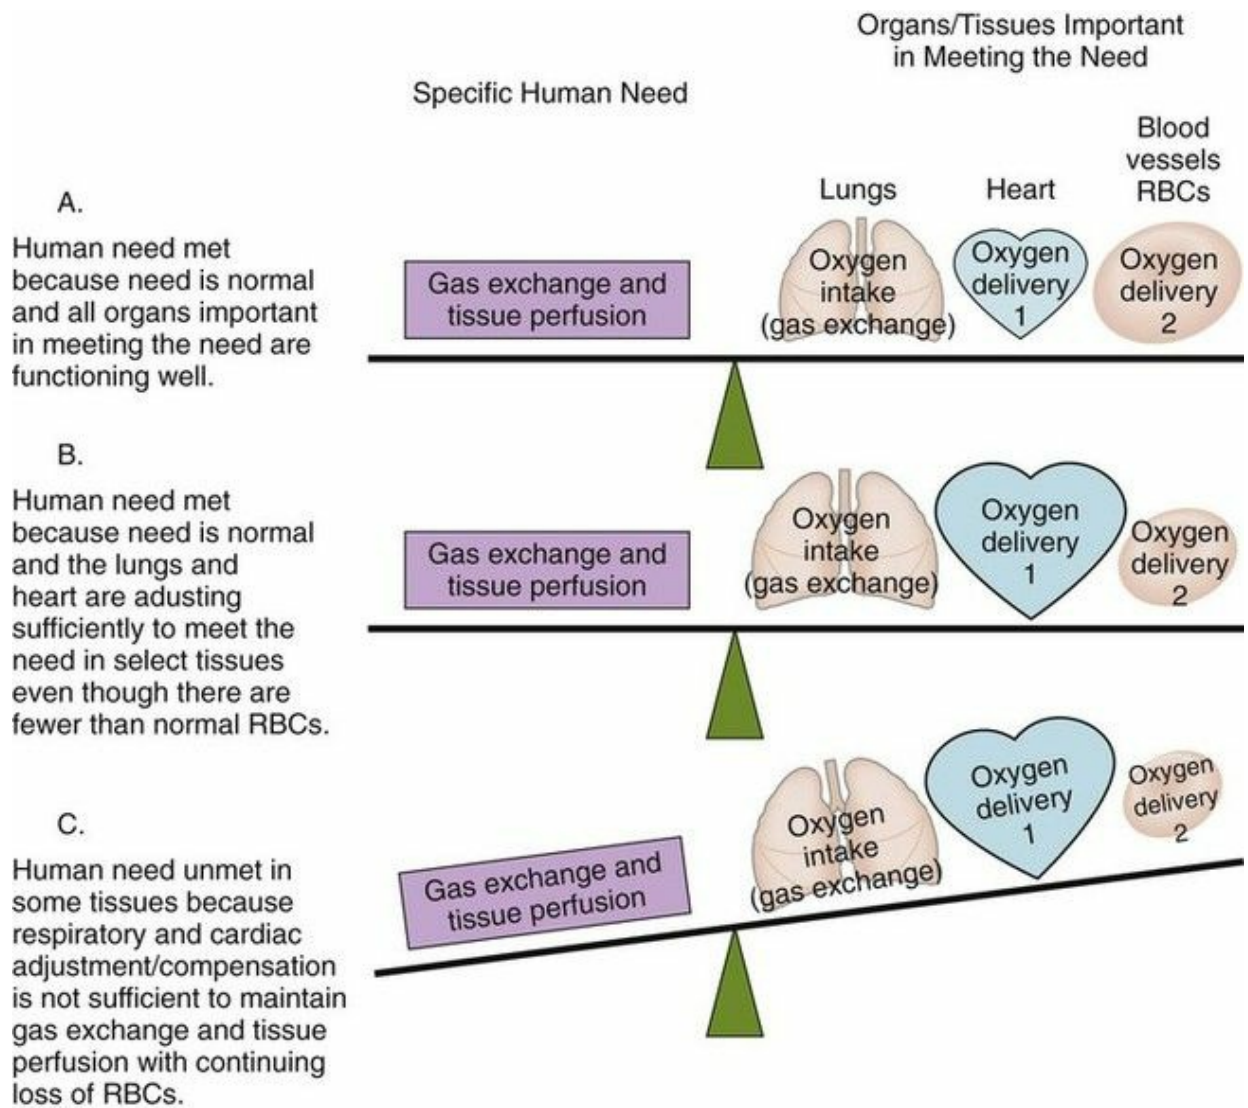 Organs/Tissues Important
in Meeting the Need
Specific Human Need
Blood
vessels
RBCs
Lungs
Heart
A.
Human need met
because need is normal
and all organs important
in meeting the need are
functioning well.
Gas exchange and
tissue perfusion
Oxygen
intake
(gas exchange)
Oxygen
delivery
1
Oxygen
delivery
2
B.
Human need met
because need is normal
and the lungs and
heart are adusting
sufficiently to meet the
need in select tissues
even though there are
fewer than normal RBCs.
Gas exchange and
tissue perfusion
Oxygen
intake
(gas exchange)
Oxygen
delivery
1
Oxygen
delivery
2
C.
Human need unmet in
some tissues because
respiratory and cardiac
adjustment/compensation
is not sufficient to maintain
gas exchange and tissue
perfusion with continuing
loss of RBCs.
Gas exchange and
tissue perfusion
Oxygen
intake
(gas exchange)
Oxygen
delivery
1
Oxygen
delivery
2